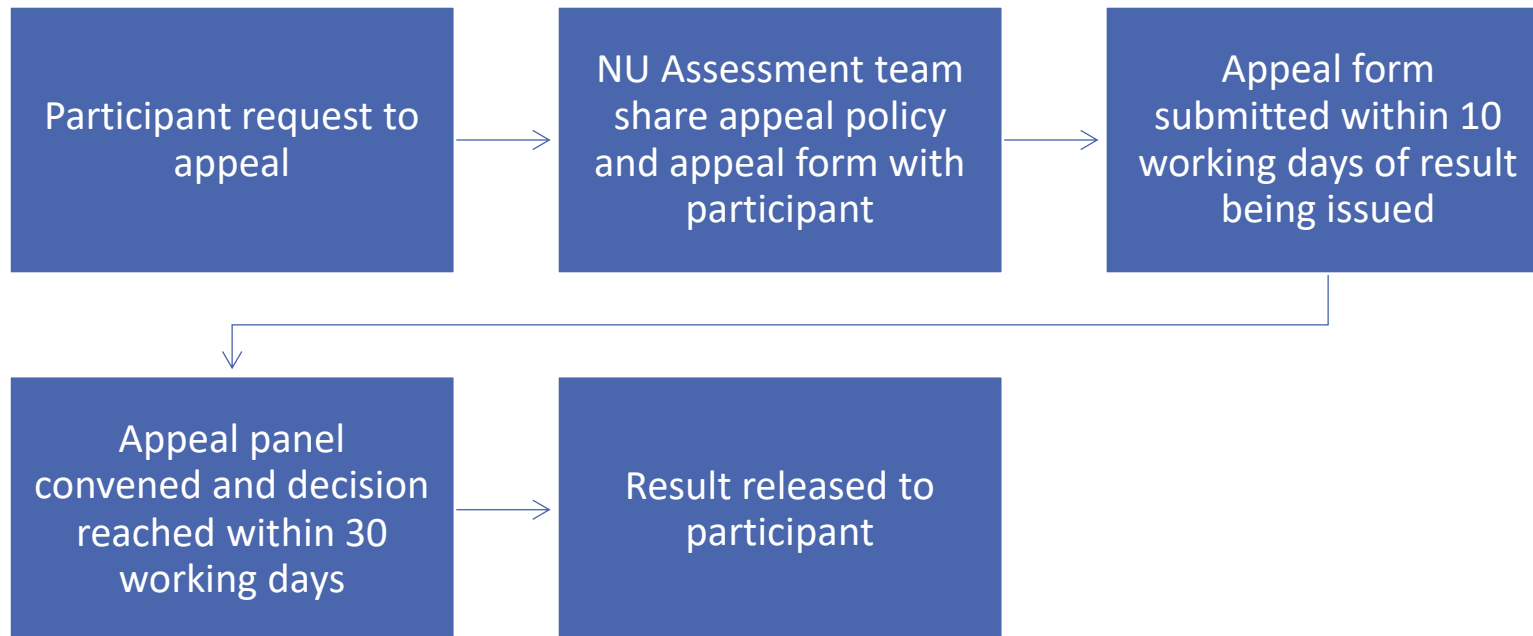 Participant request to
appeal
NU Assessment team
share appeal policy
and appeal form with
participant
Appeal form
submitted within 10
working days of result
being issued
Appeal panel
convened and decision
reached within 30
working days
Result released to
participant